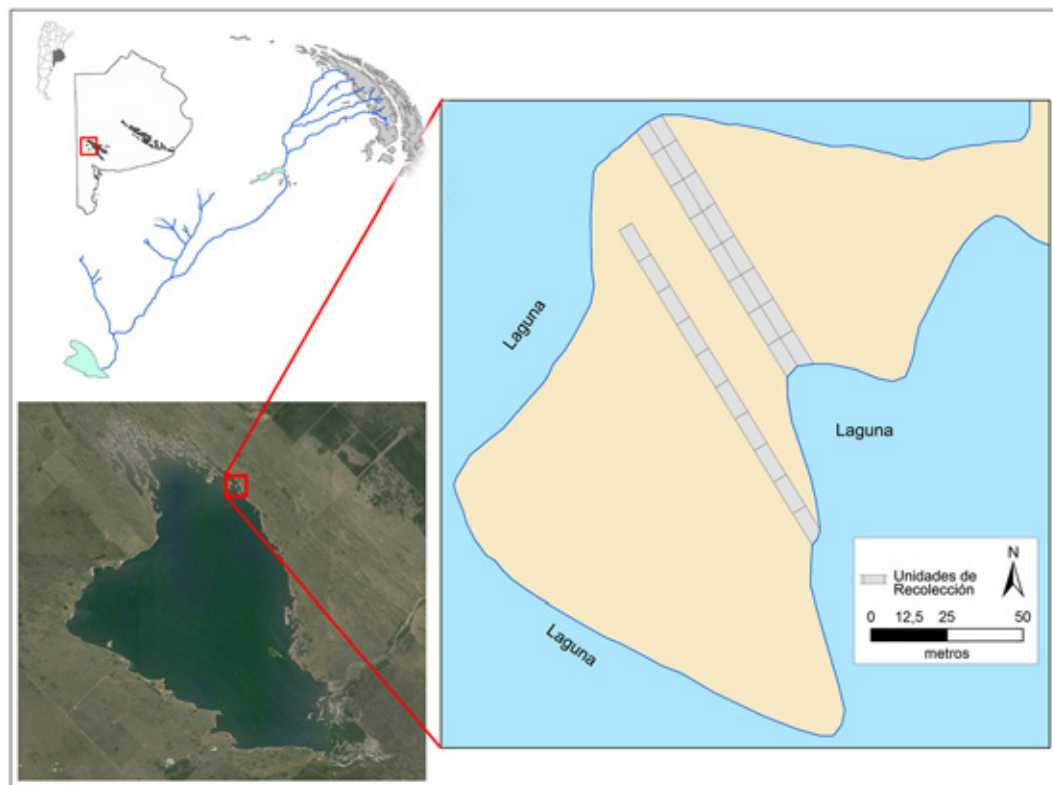 Laguna
Laguna
Laguna
N
Unidades de
Recolección
0 12,5 25 50
metros